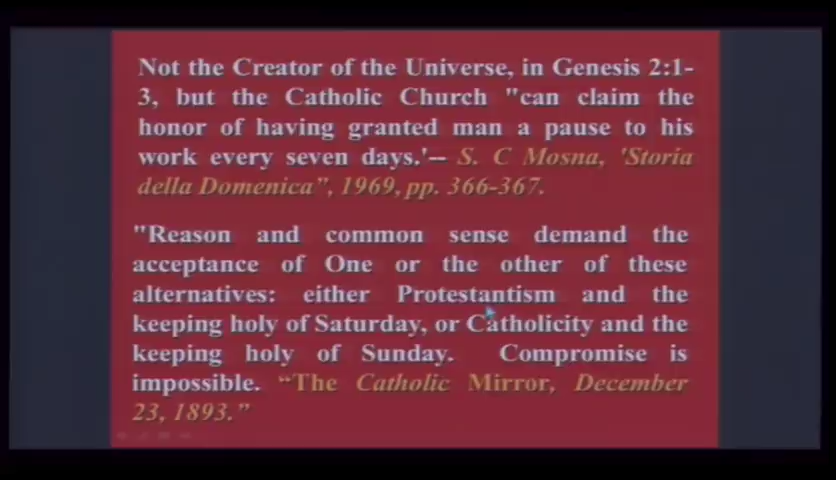 Not the Creator of the Universe, in Genesis 2:1-
3, but the Catholic Church "can claim the
honor of having granted man a pause to his
work every seven days.'– S. C Mosna, 'Storia
della Domenica", 1969, pp. 366-367.
"Reason and common sense demand the
acceptance of One or the other of these
alternatives: either Protestantism and the
keeping holy of Saturday, or Catholicity and the
keeping holy of Sunday. Compromise is
impossible. “The Catholic Mirror, December
23, 1893.”